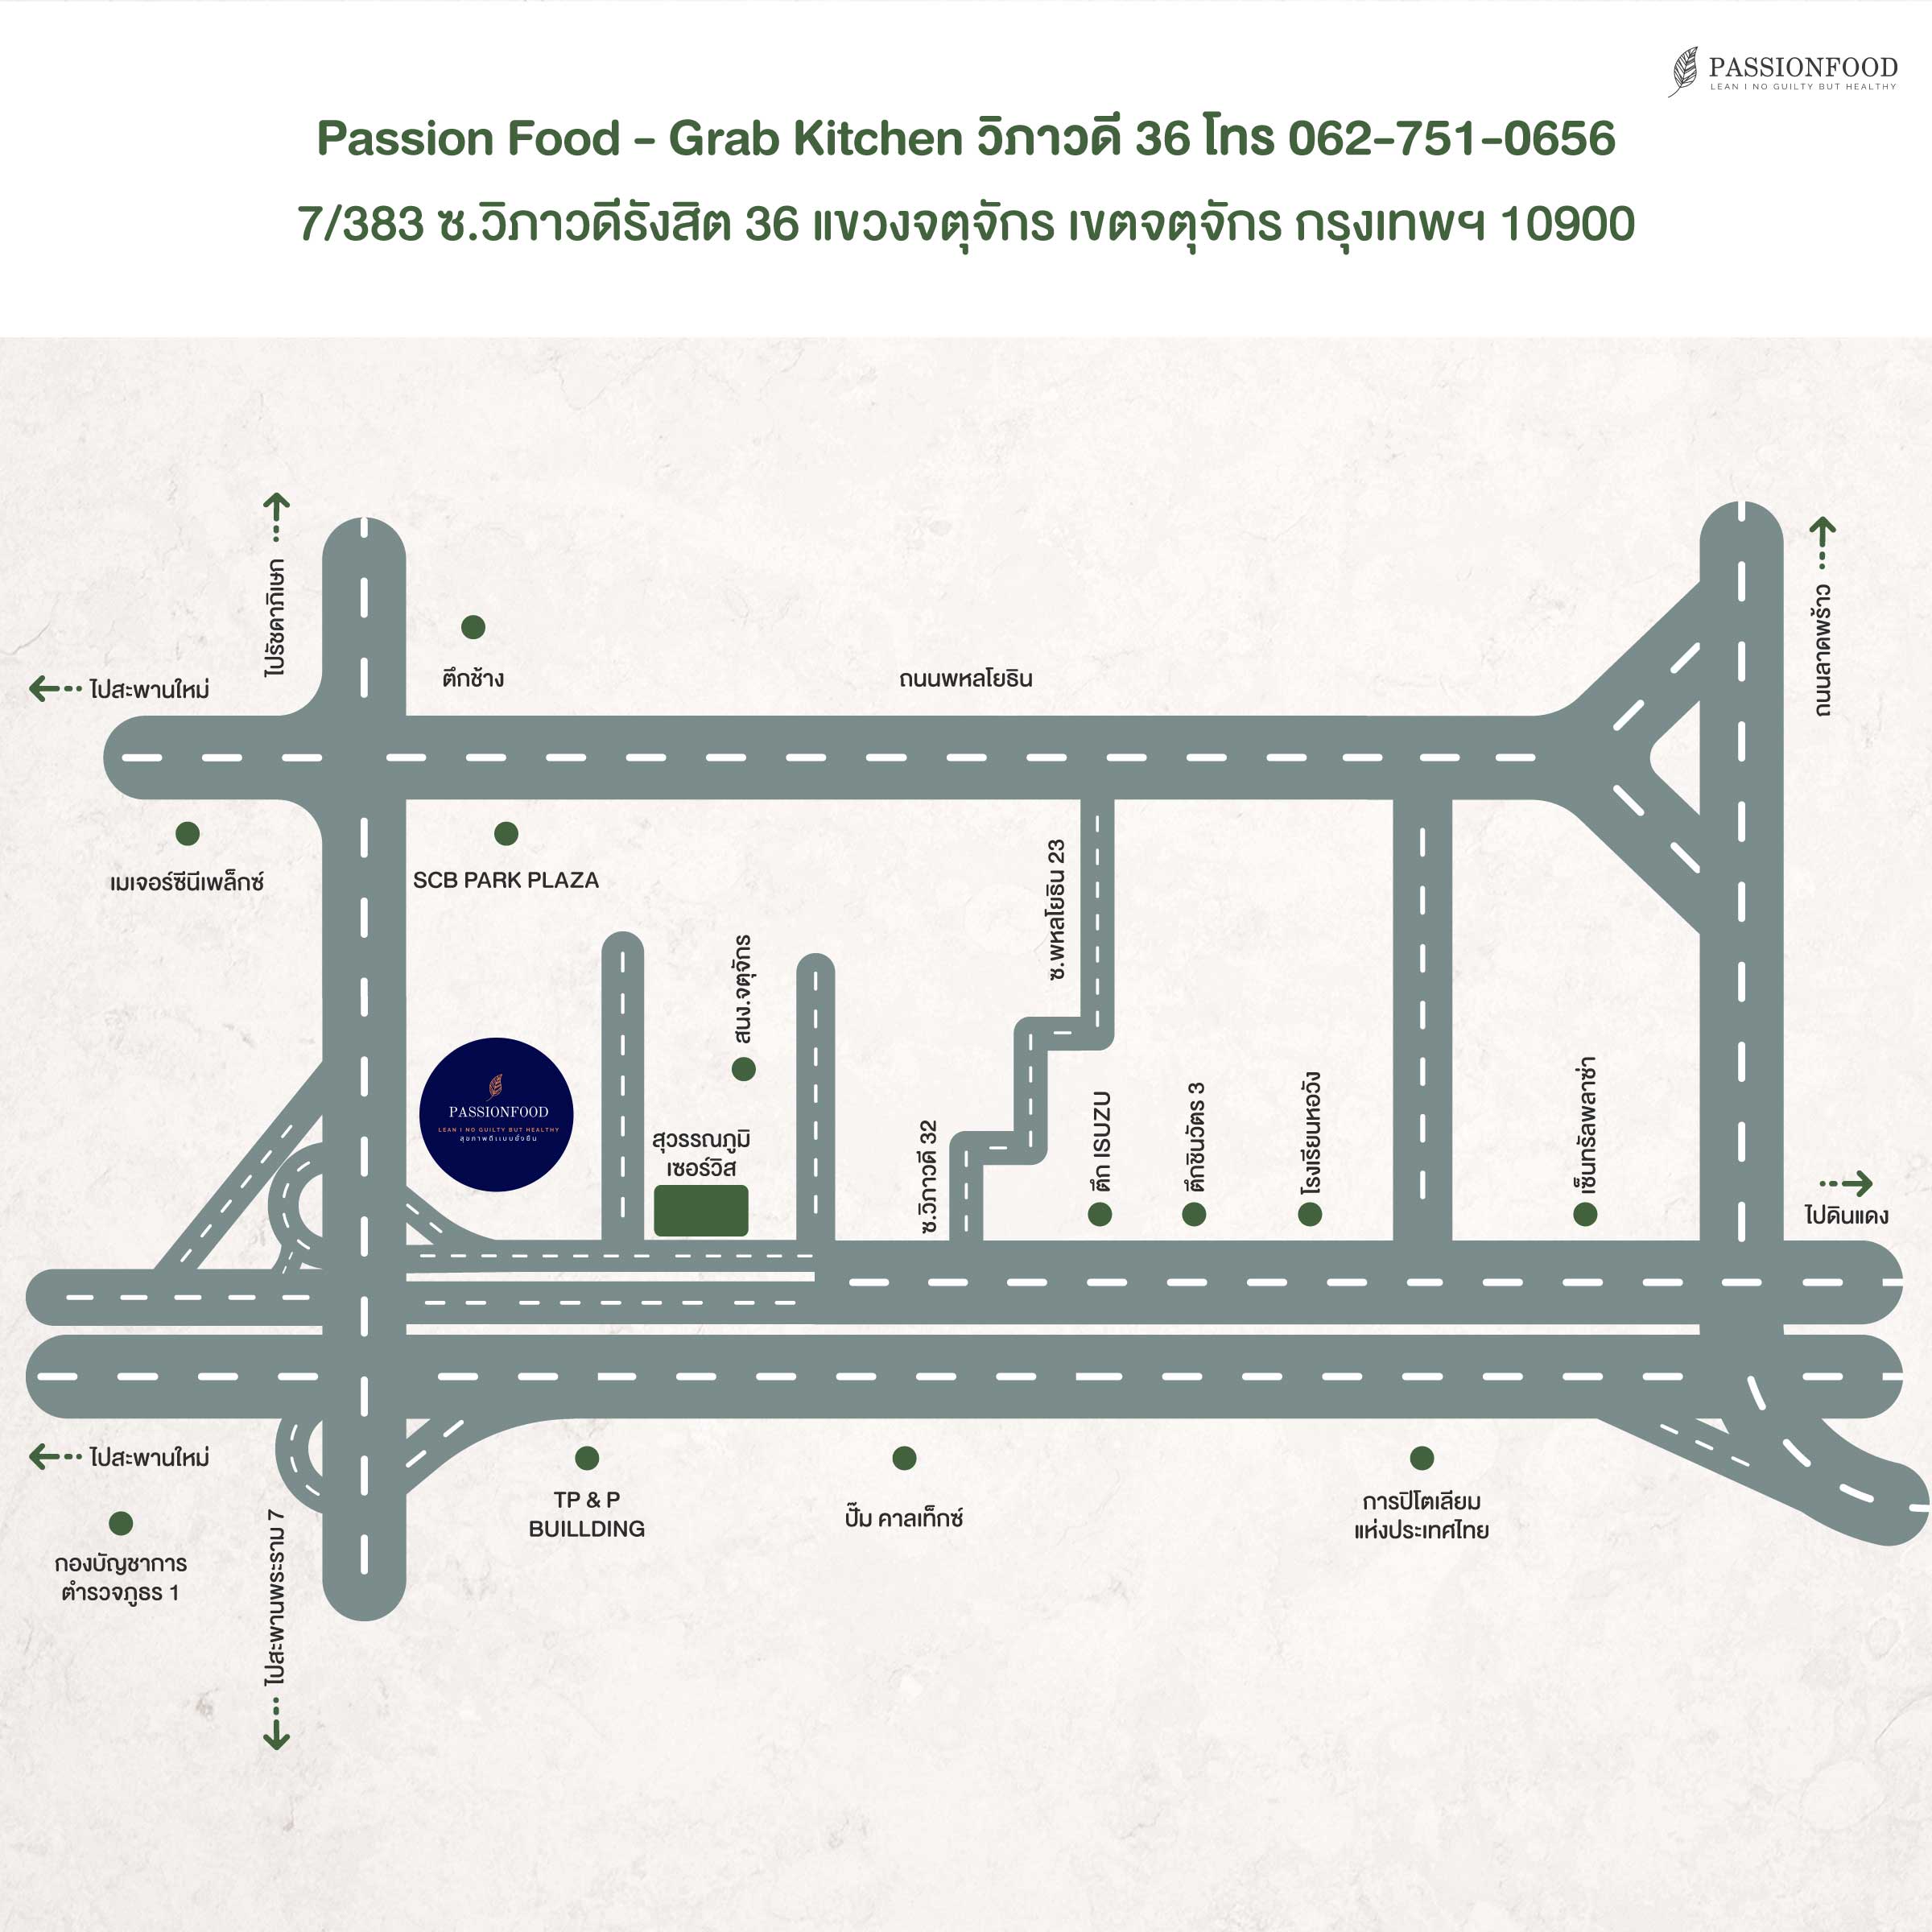 PASSIONFOOD
LEAN I NO GUILTY BUT HEALTHY
Passion Food - Grab Kitchen วิภาวดี 36 โทร 062-751-0656
7/383 ซ.วิภาวดีรังสิต 36 แขวงจตุจักร เขตจตุจักร กรุงเทพฯ 10900
ไปรัชดาภิเษก
ถนนลาดพร้าว
ไปสะพานใหม่
ตึกช้าง
ถนนพหลโยธิน
เมเจอร์ซีนีเพล็กซ์
SCB PARK PLAZA
ซ.พหลโยธิน 23
สนง.จตุจักร
PASSIONFOOD
LEAN I NO GUILTY BUT HEALTHY
สุขภาพดีแบบยั่งยืน
สุวรรณภูมิ
เซอร์วิส
ซ.วิภาวดี 32
ตึก ISUZU
ตึกชินวัตร 3
โรงเรียนหอวัง
เซ็นทรัลพลาซ่า
ไปดินแดง
ไปสะพานใหม่
TP & P
BUILLDING
ปั๊ม คาลเท็กซ์
การปิโตเลียม
แห่งประเทศไทย
กองบัญชาการ
ตำรวจภูธร 1
ไปสะพานพระราม 7